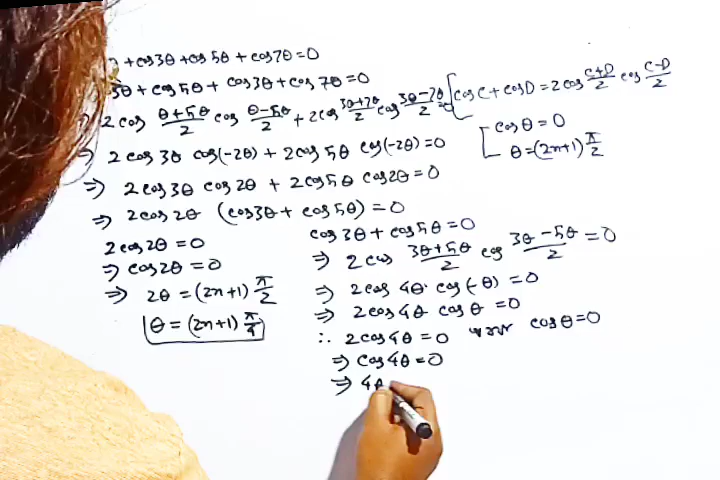 + cos3θ + cos5θ + cos7θ = 0
3θ + cos5θ + cos3θ + cos7θ = 0
⇒ 2cos (θ+5θ)/2 cos (θ-5θ)/2 + 2cos (3θ+7θ)/2 cos (3θ-7θ)/2 =
[cosC + cosD = 2cos (C+D)/2 cos (C-D)/2
⇒ 2cos3θ cos(-2θ) + 2cos5θ cos(-2θ) = 0
[cosθ = 0
θ = (2n+1) π/2
⇒ 2cos3θ cos2θ + 2cos5θ cos2θ = 0
⇒ 2cos2θ (cos3θ + cos5θ) = 0
2cos2θ = 0
⇒ cos2θ = 0
⇒ 2θ = (2n+1) π/2
θ = (2n+1) π/4
cos3θ + cos5θ = 0
⇒ 2cos (3θ+5θ)/2 cos (3θ-5θ)/2 = 0
⇒ 2cos4θ· cos(-θ) = 0
⇒ 2cos4θ cosθ = 0
∴ 2cos4θ = 0 cosθ = 0
⇒ cos4θ = 0
⇒ 4θ